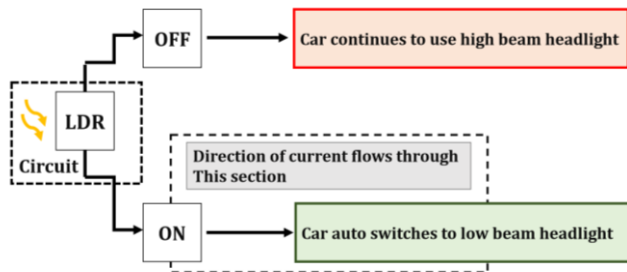 OFF
Car continues to use high beam headlight
LDR
Circuit
Direction of current flows through
This section
ON
Car auto switches to low beam headlight